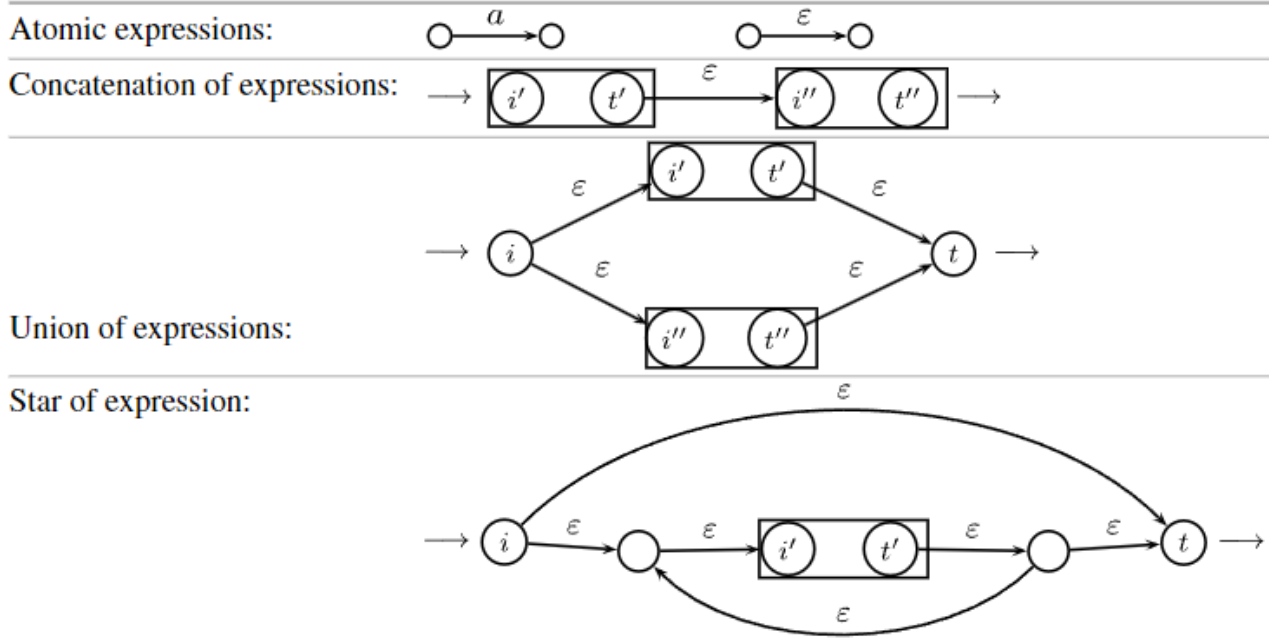 Atomic expressions: a ε
Concatenation of expressions: i′ t′ ε i″ t″
i′ t′
ε ε
i t
ε ε
Union of expressions: i″ t″
Star of expression: ε
i ε ε i′ t′ ε ε t
ε